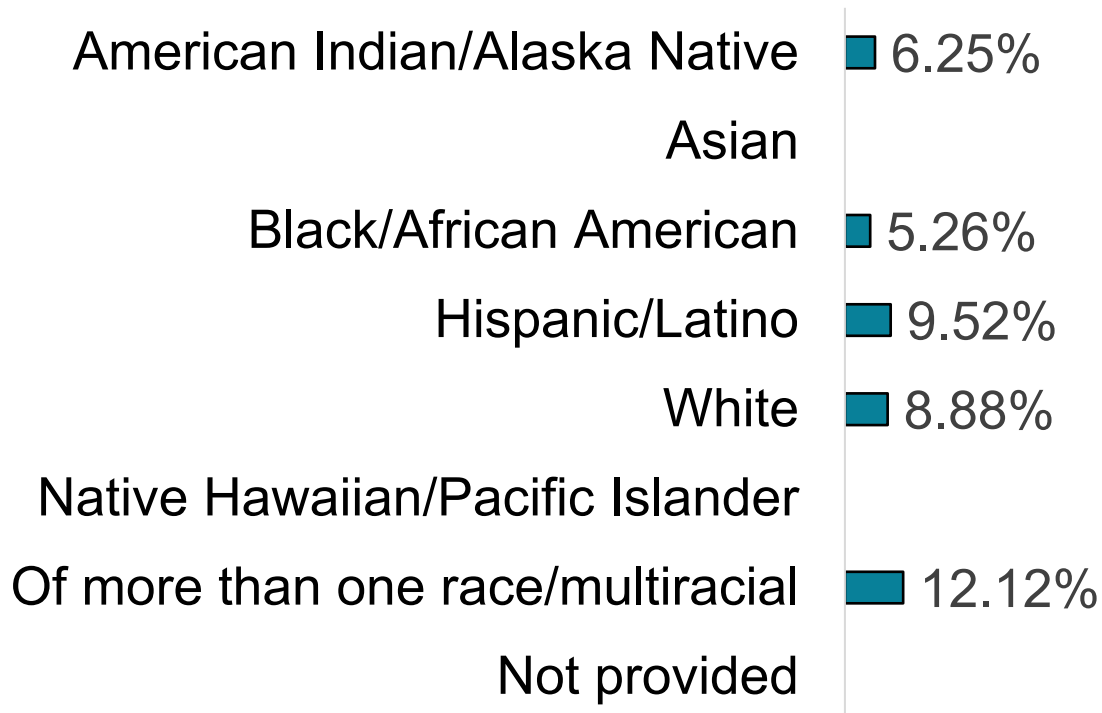 American Indian/Alaska Native 6.25%
Asian
Black/African American 5.26%
Hispanic/Latino 9.52%
White 8.88%
Native Hawaiian/Pacific Islander
Of more than one race/multiracial 12.12%
Not provided